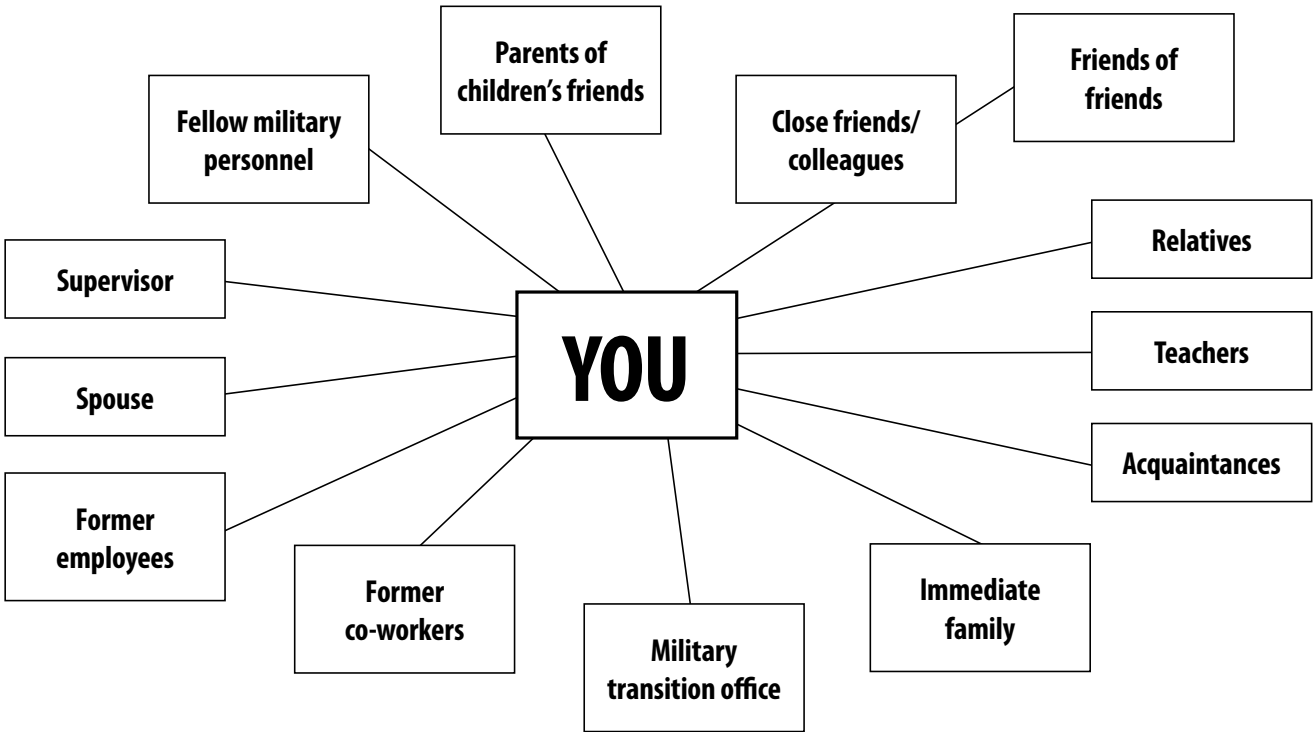 Parents of
children’s friends
Friends of
friends
Fellow military
personnel
Close friends/
colleagues
Relatives
Supervisor
YOU
Teachers
Spouse
Acquaintances
Former
employees
Former
co-workers
Immediate
family
Military
transition office